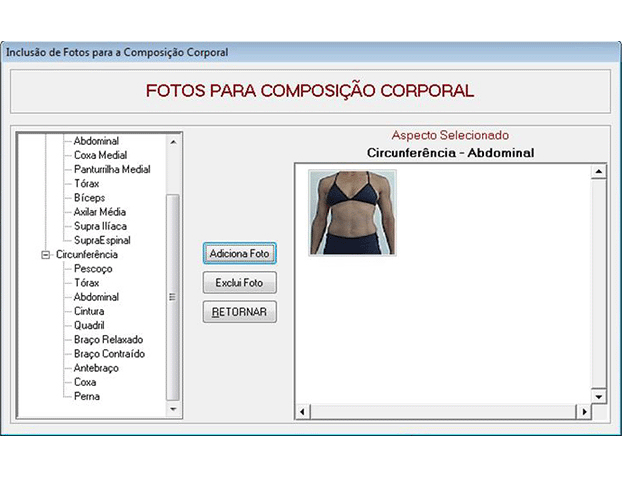 Inclusão de Fotos para a Composição Corporal
FOTOS PARA COMPOSIÇÃO CORPORAL
Abdominal
Coxa Medial
Panturrilha Medial
Tórax
Bíceps
Axilar Média
Supra Ilíaca
SupraEspinal
Circunferência
Pescoço
Tórax
Abdominal
Cintura
Quadril
Braço Relaxado
Braço Contraído
Antebraço
Coxa
Perna
Adiciona Foto
Exclui Foto
RETORNAR
Aspecto Selecionado
Circunferência - Abdominal